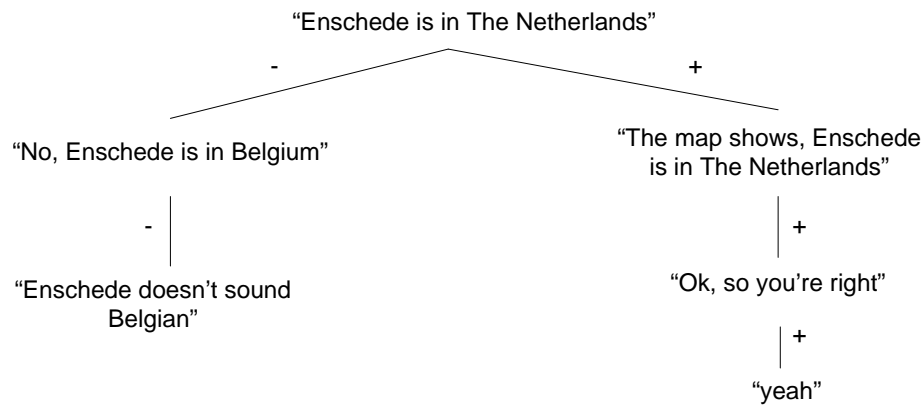 “Enschede is in The Netherlands”
- +
“No, Enschede is in Belgium”
“The map shows, Enschede
is in The Netherlands”
- +
“Enschede doesn’t sound
Belgian”
“Ok, so you’re right”
+
“yeah”